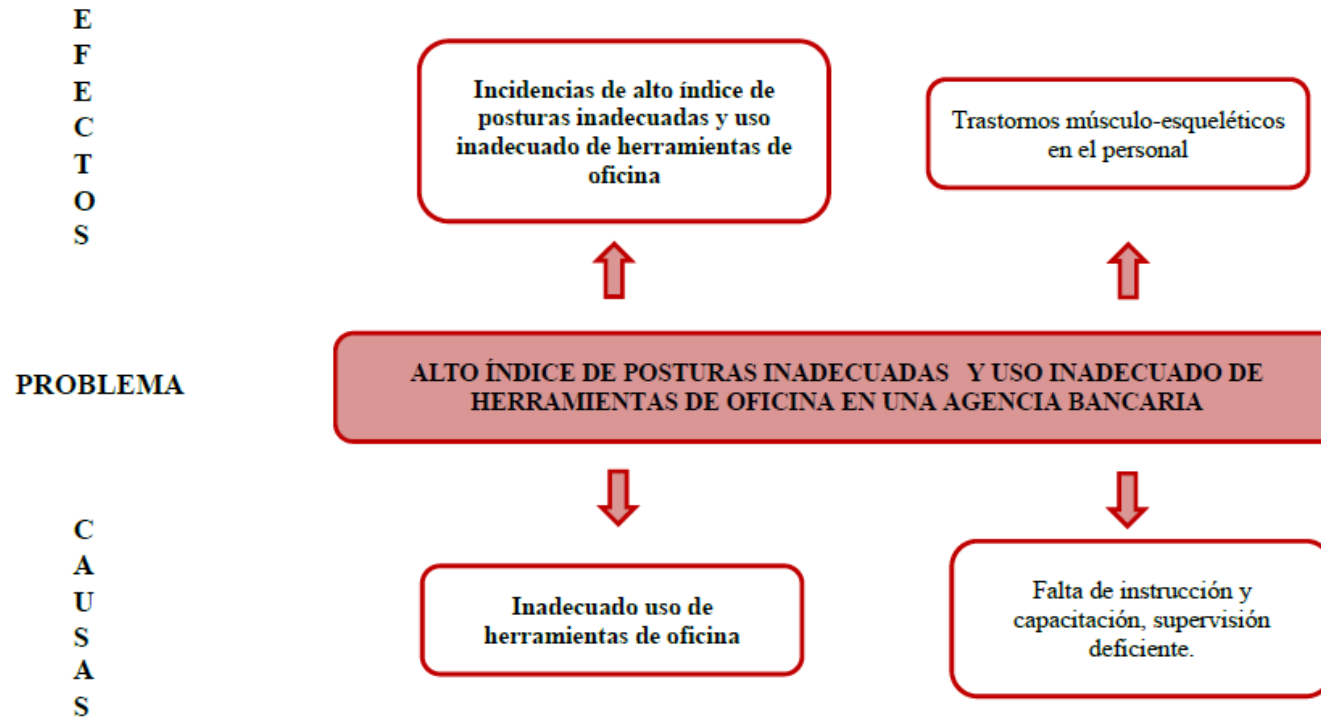 E
F
E
C
T
O
S
Incidencias de alto índice de
posturas inadecuadas y uso
inadecuado de herramientas de
oficina
Trastornos músculo-esqueléticos
en el personal
PROBLEMA
ALTO ÍNDICE DE POSTURAS INADECUADAS Y USO INADECUADO DE
HERRAMIENTAS DE OFICINA EN UNA AGENCIA BANCARIA
C
A
U
S
A
S
Inadecuado uso de
herramientas de oficina
Falta de instrucción y
capacitación, supervisión
deficiente.